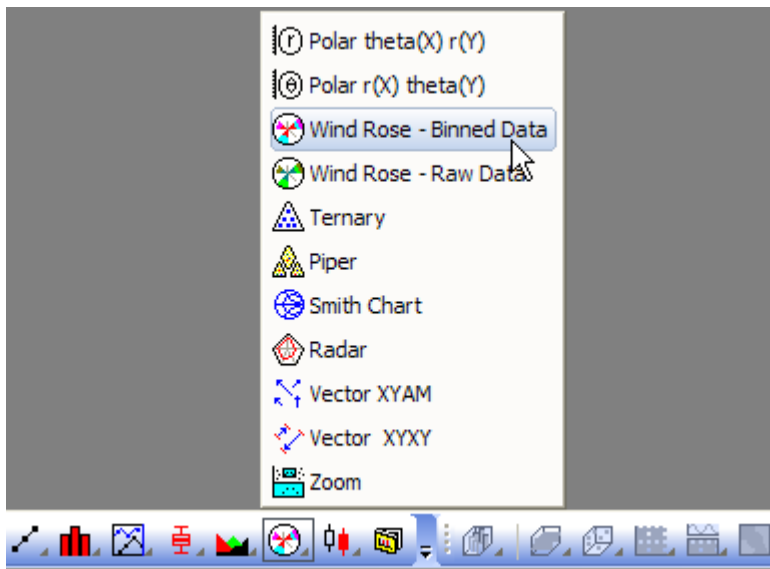 Polar theta(X) r(Y)
Polar r(X) theta(Y)
Wind Rose - Binned Data
Wind Rose - Raw Data
Ternary
Piper
Smith Chart
Radar
Vector XYAM
Vector XYXY
Zoom